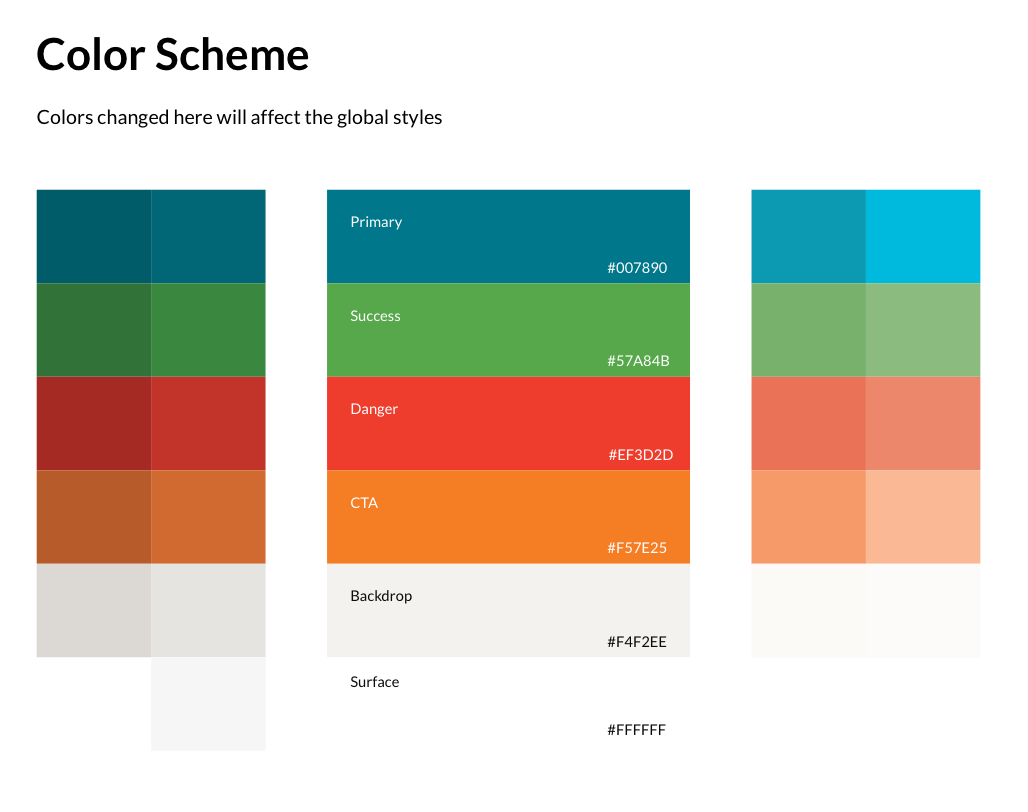 Color Scheme
Colors changed here will affect the global styles
Primary
#007890
Success
#57A84B
Danger
#EF3D2D
CTA
#F57E25
Backdrop
#F4F2EE
Surface
#FFFFFF